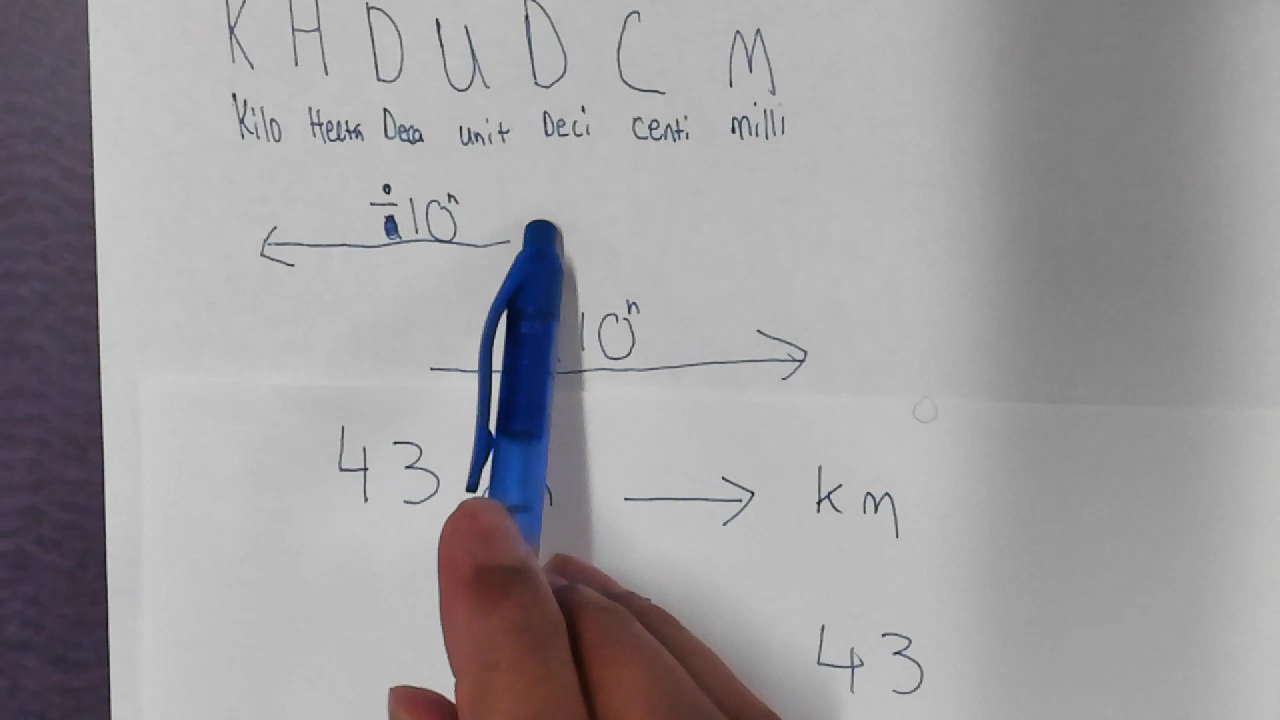 K H D U D C M
Kilo Hecta Deca unit Deci centi milli
÷10ⁿ
10ⁿ
43 → km
43